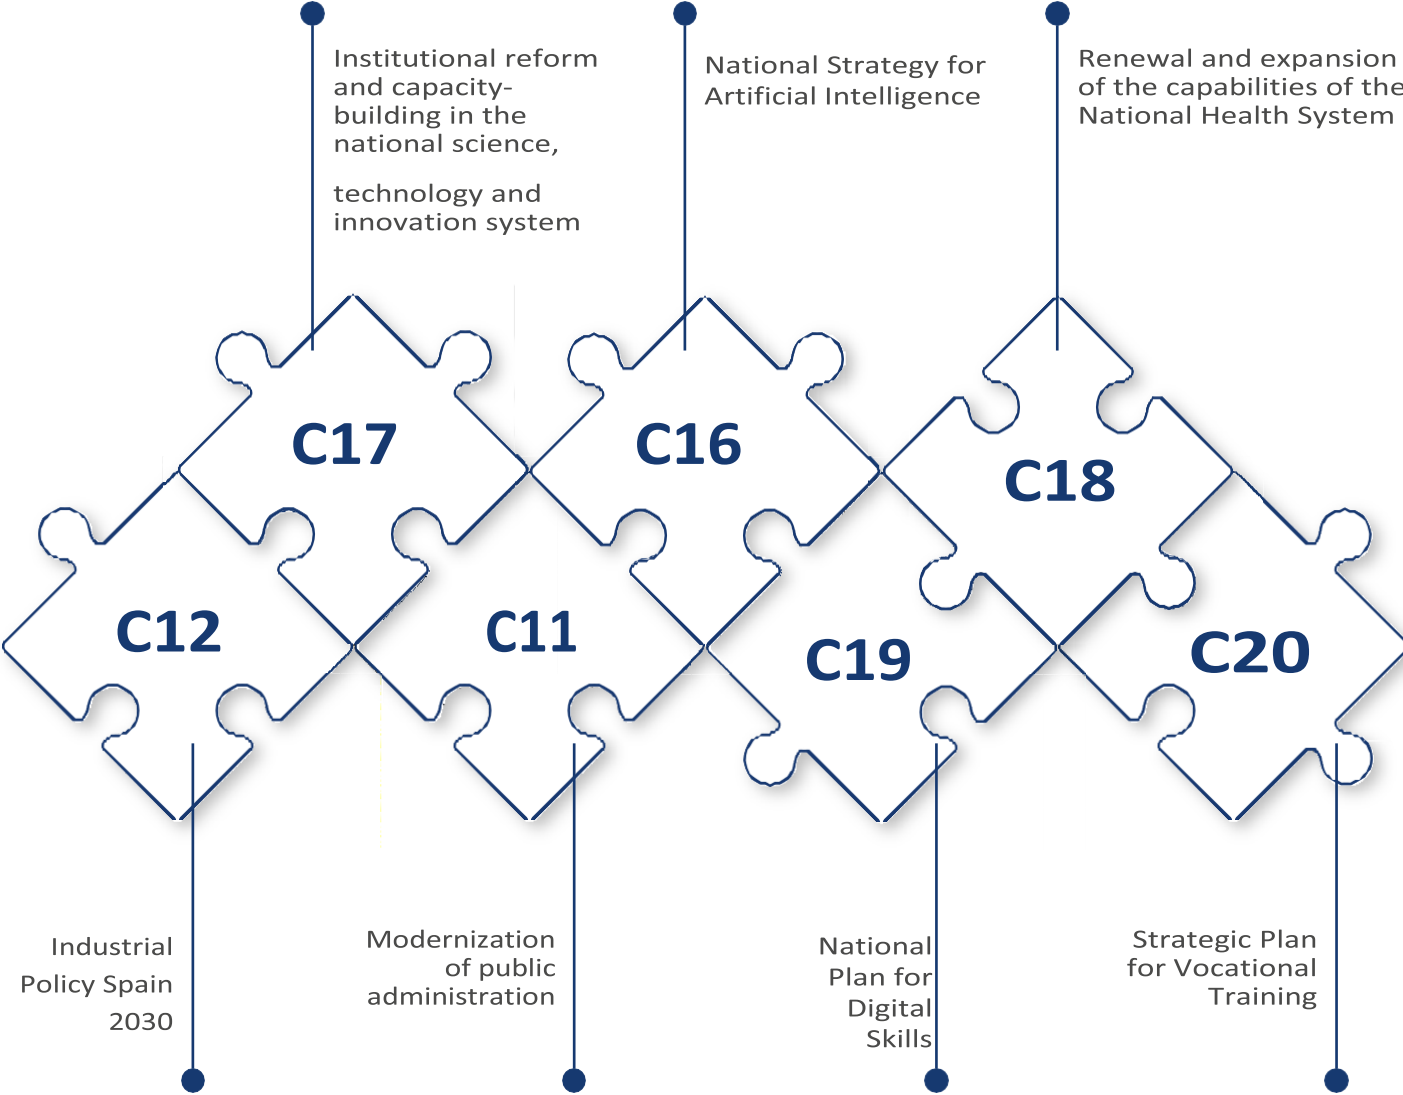 Institutional reform
and capacity-
building in the
national science,
technology and
innovation system
National Strategy for
Artificial Intelligence
Renewal and expansion
of the capabilities of the
National Health System
C17
C16
C18
C12
C11
C19
C20
Industrial
Policy Spain
2030
Modernization
of public
administration
National
Plan for
Digital
Skills
Strategic Plan
for Vocational
Training